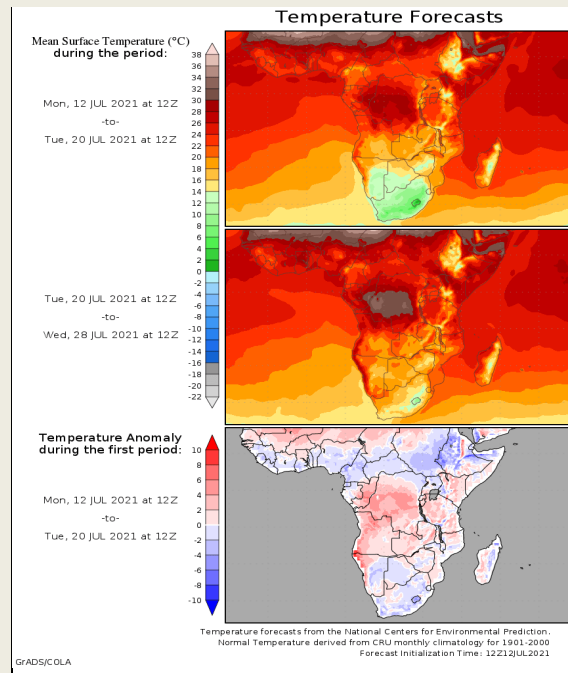 Temperature Forecasts
Mean Surface Temperature (°C)
during the period:
Mon, 12 JUL 2021 at 12Z
-to-
Tue, 20 JUL 2021 at 12Z
38
36
34
32
30
28
26
24
22
20
18
16
14
12
10
8
6
4
2
0
-2
-4
-6
-8
-10
-12
-14
-16
-18
-20
-22
Tue, 20 JUL 2021 at 12Z
-to-
Wed, 28 JUL 2021 at 12Z
Temperature Anomaly
during the first period:
Mon, 12 JUL 2021 at 12Z
-to-
Tue, 20 JUL 2021 at 12Z
10
8
6
4
2
0
-2
-4
-6
-8
-10
Temperature forecasts from the National Centers for Environmental Prediction.
Normal Temperature derived from CRU monthly climatology for 1901-2000
Forecast Initialization Time: 12Z12JUL2021
GrADS/COLA